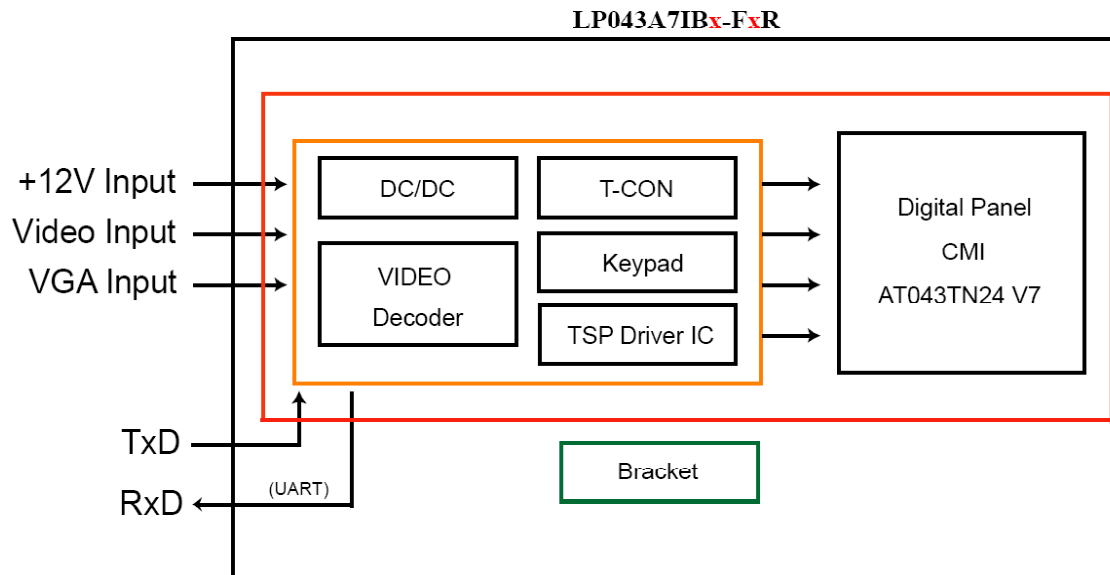 LP043A7IBx-FxR
+12V Input
Video Input
VGA Input
DC/DC
VIDEO
Decoder
T-CON
Keypad
TSP Driver IC
Digital Panel
CMI
AT043TN24 V7
TxD
RxD
(UART)
Bracket